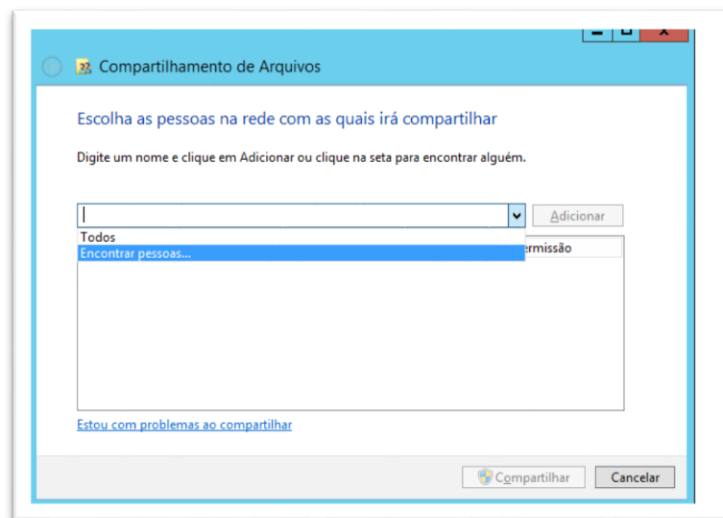 Compartilhamento de Arquivos
Escolha as pessoas na rede com as quais irá compartilhar
Digite um nome e clique em Adicionar ou clique na seta para encontrar alguém.
Adicionar
Todos
Encontrar pessoas...
ermissão
Estou com problemas ao compartilhar
Compartilhar
Cancelar